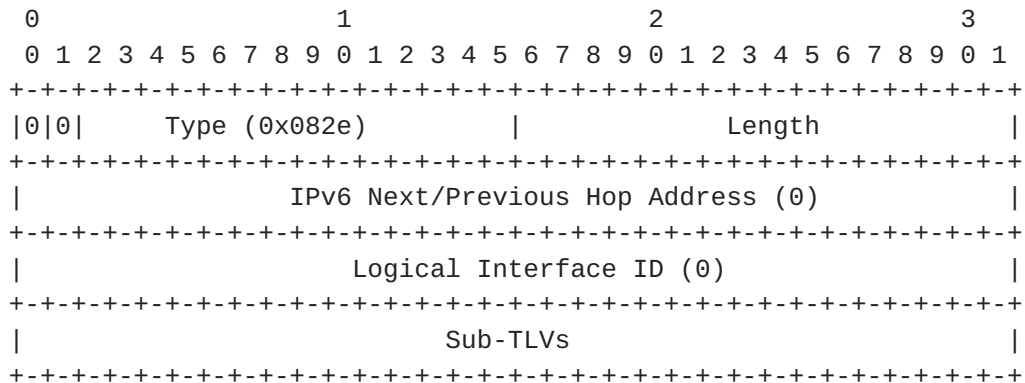 0                   1                   2                   3
 0 1 2 3 4 5 6 7 8 9 0 1 2 3 4 5 6 7 8 9 0 1 2 3 4 5 6 7 8 9 0 1
+-+-+-+-+-+-+-+-+-+-+-+-+-+-+-+-+-+-+-+-+-+-+-+-+-+-+-+-+-+-+-+-+
|0|0|     Type (0x082e)         |             Length            |
+-+-+-+-+-+-+-+-+-+-+-+-+-+-+-+-+-+-+-+-+-+-+-+-+-+-+-+-+-+-+-+-+
|                 IPv6 Next/Previous Hop Address (0)            |
+-+-+-+-+-+-+-+-+-+-+-+-+-+-+-+-+-+-+-+-+-+-+-+-+-+-+-+-+-+-+-+-+
|                     Logical Interface ID (0)                  |
+-+-+-+-+-+-+-+-+-+-+-+-+-+-+-+-+-+-+-+-+-+-+-+-+-+-+-+-+-+-+-+-+
|                           Sub-TLVs                            |
+-+-+-+-+-+-+-+-+-+-+-+-+-+-+-+-+-+-+-+-+-+-+-+-+-+-+-+-+-+-+-+-+